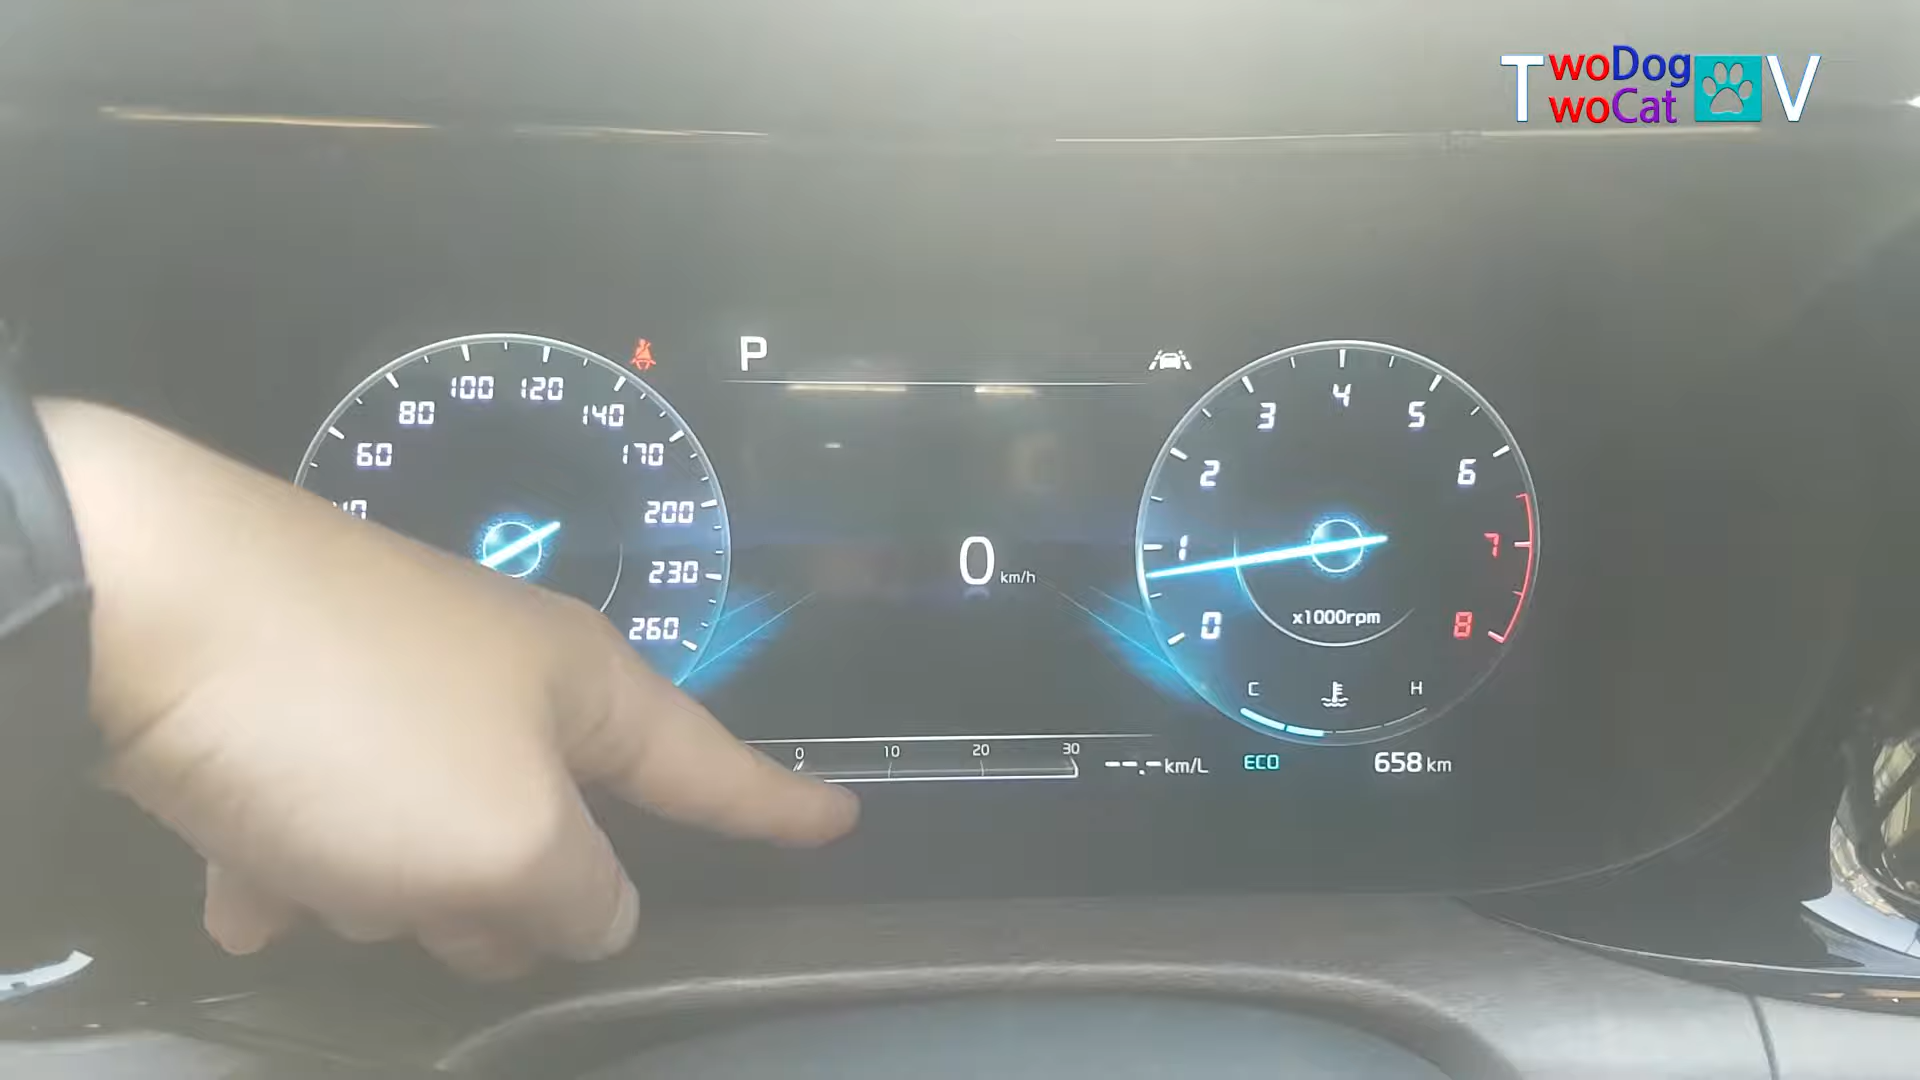 TwoDog
woCat V
P
100 120
80 140
60 170
200
230
260
0 km/h
4
3 5
2 6
1 7
0 8
x1000rpm
C H
0 10 20 30
--.-km/L
ECO
658 km